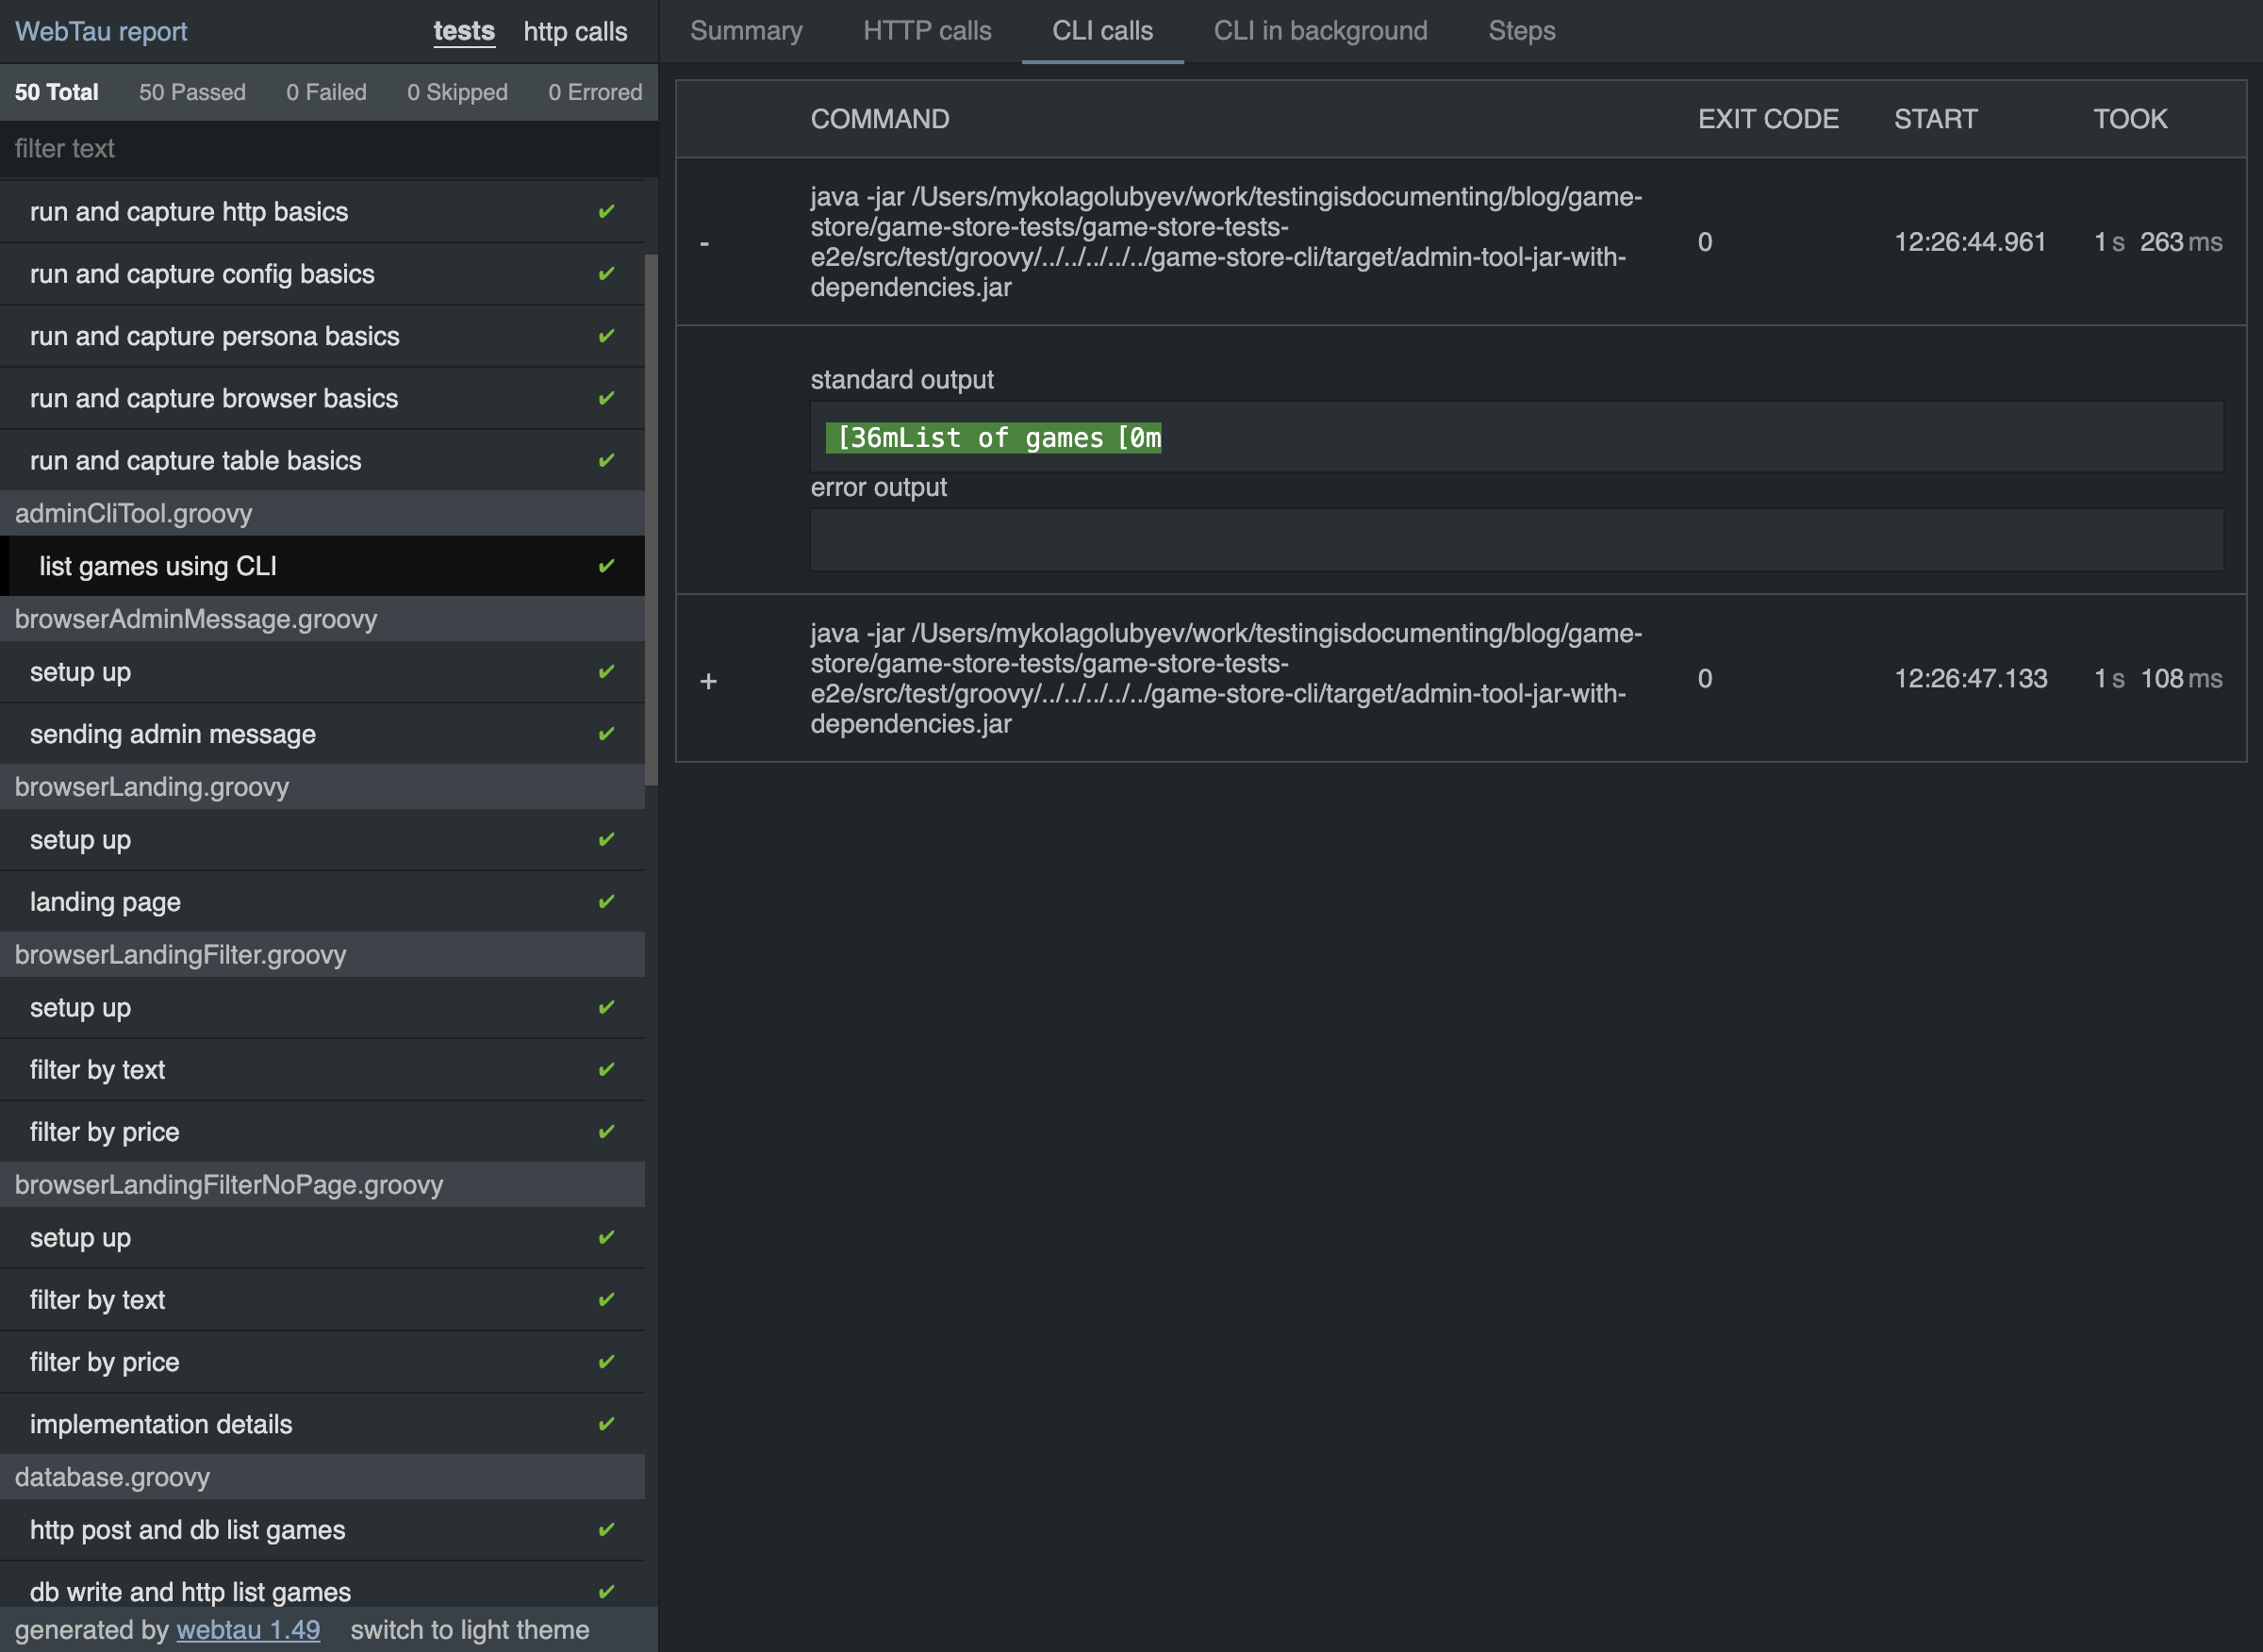 WebTau report
tests
http calls
50 Total
50 Passed
0 Failed
0 Skipped
0 Errored
filter text
run and capture http basics
run and capture config basics
run and capture persona basics
run and capture browser basics
run and capture table basics
adminCliTool.groovy
list games using CLI
browserAdminMessage.groovy
setup up
sending admin message
browserLanding.groovy
setup up
landing page
browserLandingFilter.groovy
setup up
filter by text
filter by price
browserLandingFilterNoPage.groovy
setup up
filter by text
filter by price
implementation details
database.groovy
http post and db list games
db write and http list games
generated by webtau 1.49
switch to light theme
Summary
HTTP calls
CLI calls
CLI in background
Steps
COMMAND
EXIT CODE
START
TOOK
-
java -jar /Users/mykolagolubyev/work/testingisdocumenting/blog/game-
store/game-store-tests/game-store-tests-
e2e/src/test/groovy/../../../../../game-store-cli/target/admin-tool-jar-with-
dependencies.jar
0
12:26:44.961
1 s 263 ms
standard output
[36mList of games [0m
error output
+
java -jar /Users/mykolagolubyev/work/testingisdocumenting/blog/game-
store/game-store-tests/game-store-tests-
e2e/src/test/groovy/../../../../../game-store-cli/target/admin-tool-jar-with-
dependencies.jar
0
12:26:47.133
1 s 108 ms